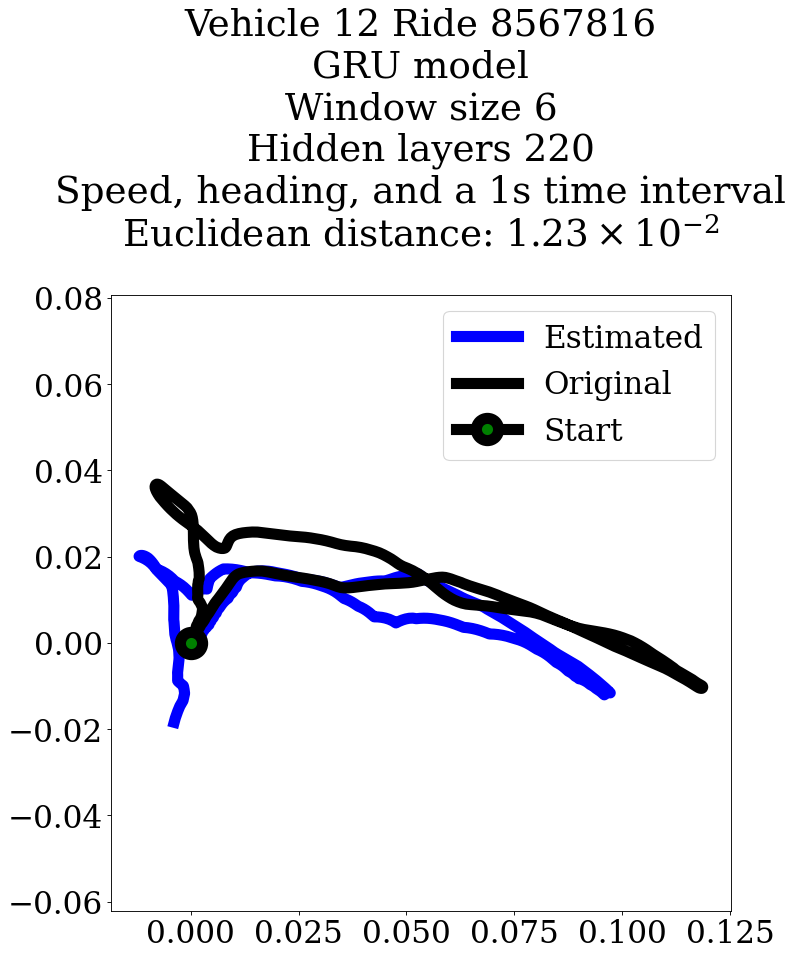 Vehicle 12 Ride 8567816
GRU model
Window size 6
Hidden layers 220
Speed, heading, and a 1s time interval
Euclidean distance: 1.23 × 10⁻²
0.08
0.06
0.04
0.02
0.00
−0.02
−0.04
−0.06
Estimated
Original
Start
0.000 0.025 0.050 0.075 0.100 0.125